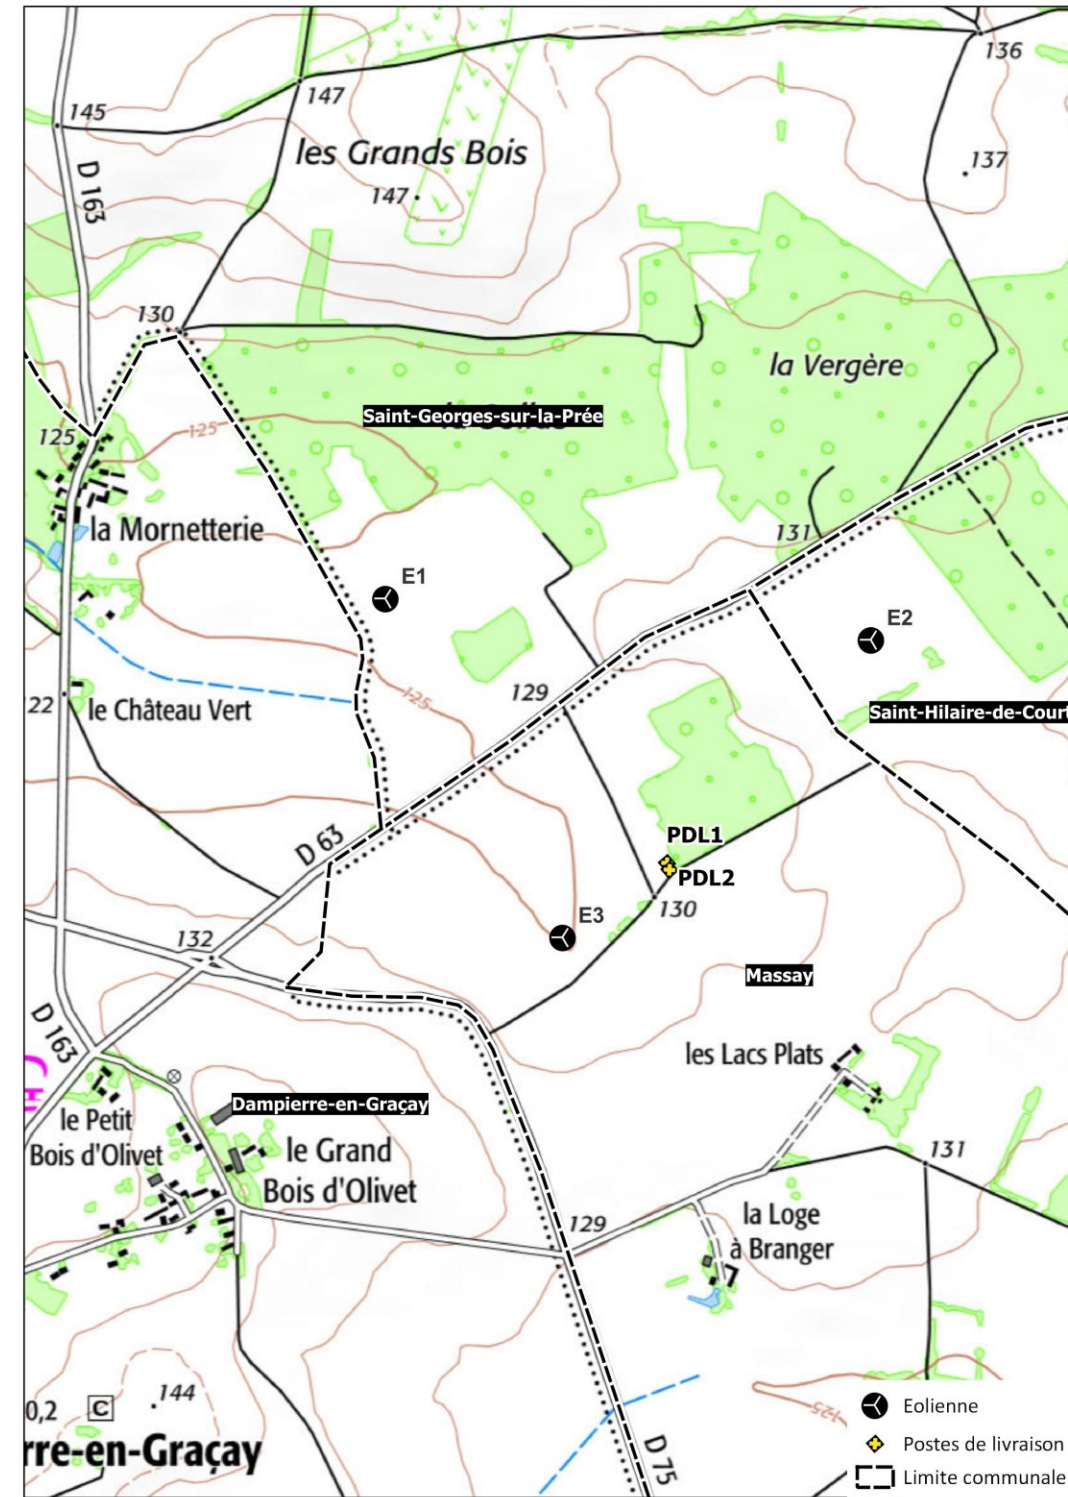 136
145
147
les Grands Bois
137
147
D 163
130
la Vergère
Saint-Georges-sur-la-Prée
125
125
la Mornetterie
131
E1
E2
125
129
122
le Château Vert
Saint-Hilaire-de-Court
D 63
PDL1
PDL2
130
E3
132
Massay
D 163
les Lacs Plats
Dampierre-en-Graçay
le Petit
Bois d'Olivet
le Grand
Bois d'Olivet
131
129
la Loge
à Branger
144
0,2
C
rre-en-Graçay
D 75
125
Eolienne
Postes de livraison
Limite communale